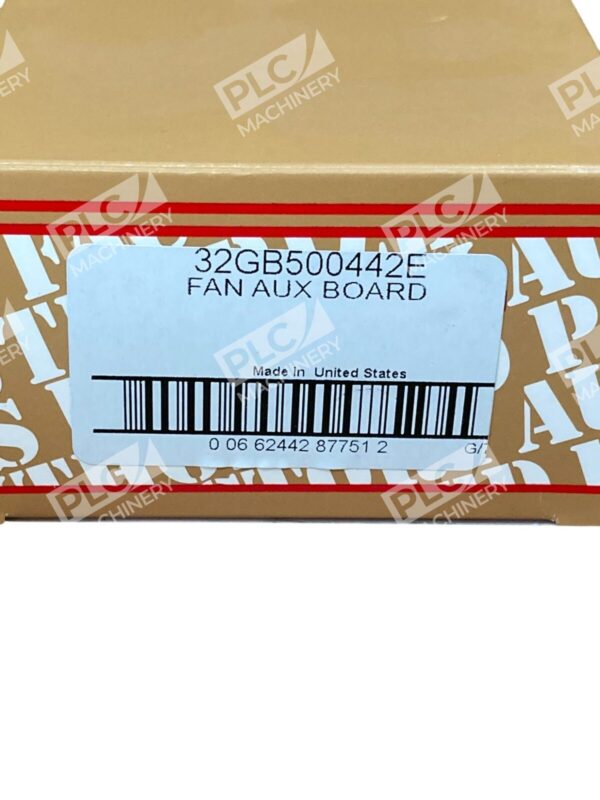 PLC
MACHINERY
32GB500442E
FAN AUX BOARD
Made In United States
0 06 62442 87751 2
G/